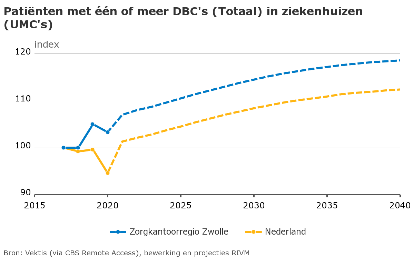 Patiënten met één of meer DBC's (Totaal) in ziekenhuizen
(UMC's)
Index
120
110
100
90
2015 2020 2025 2030 2035 2040
Zorgkantoorregio Zwolle Nederland
Bron: Vektis (via CBS Remote Access), bewerking en projecties RIVM